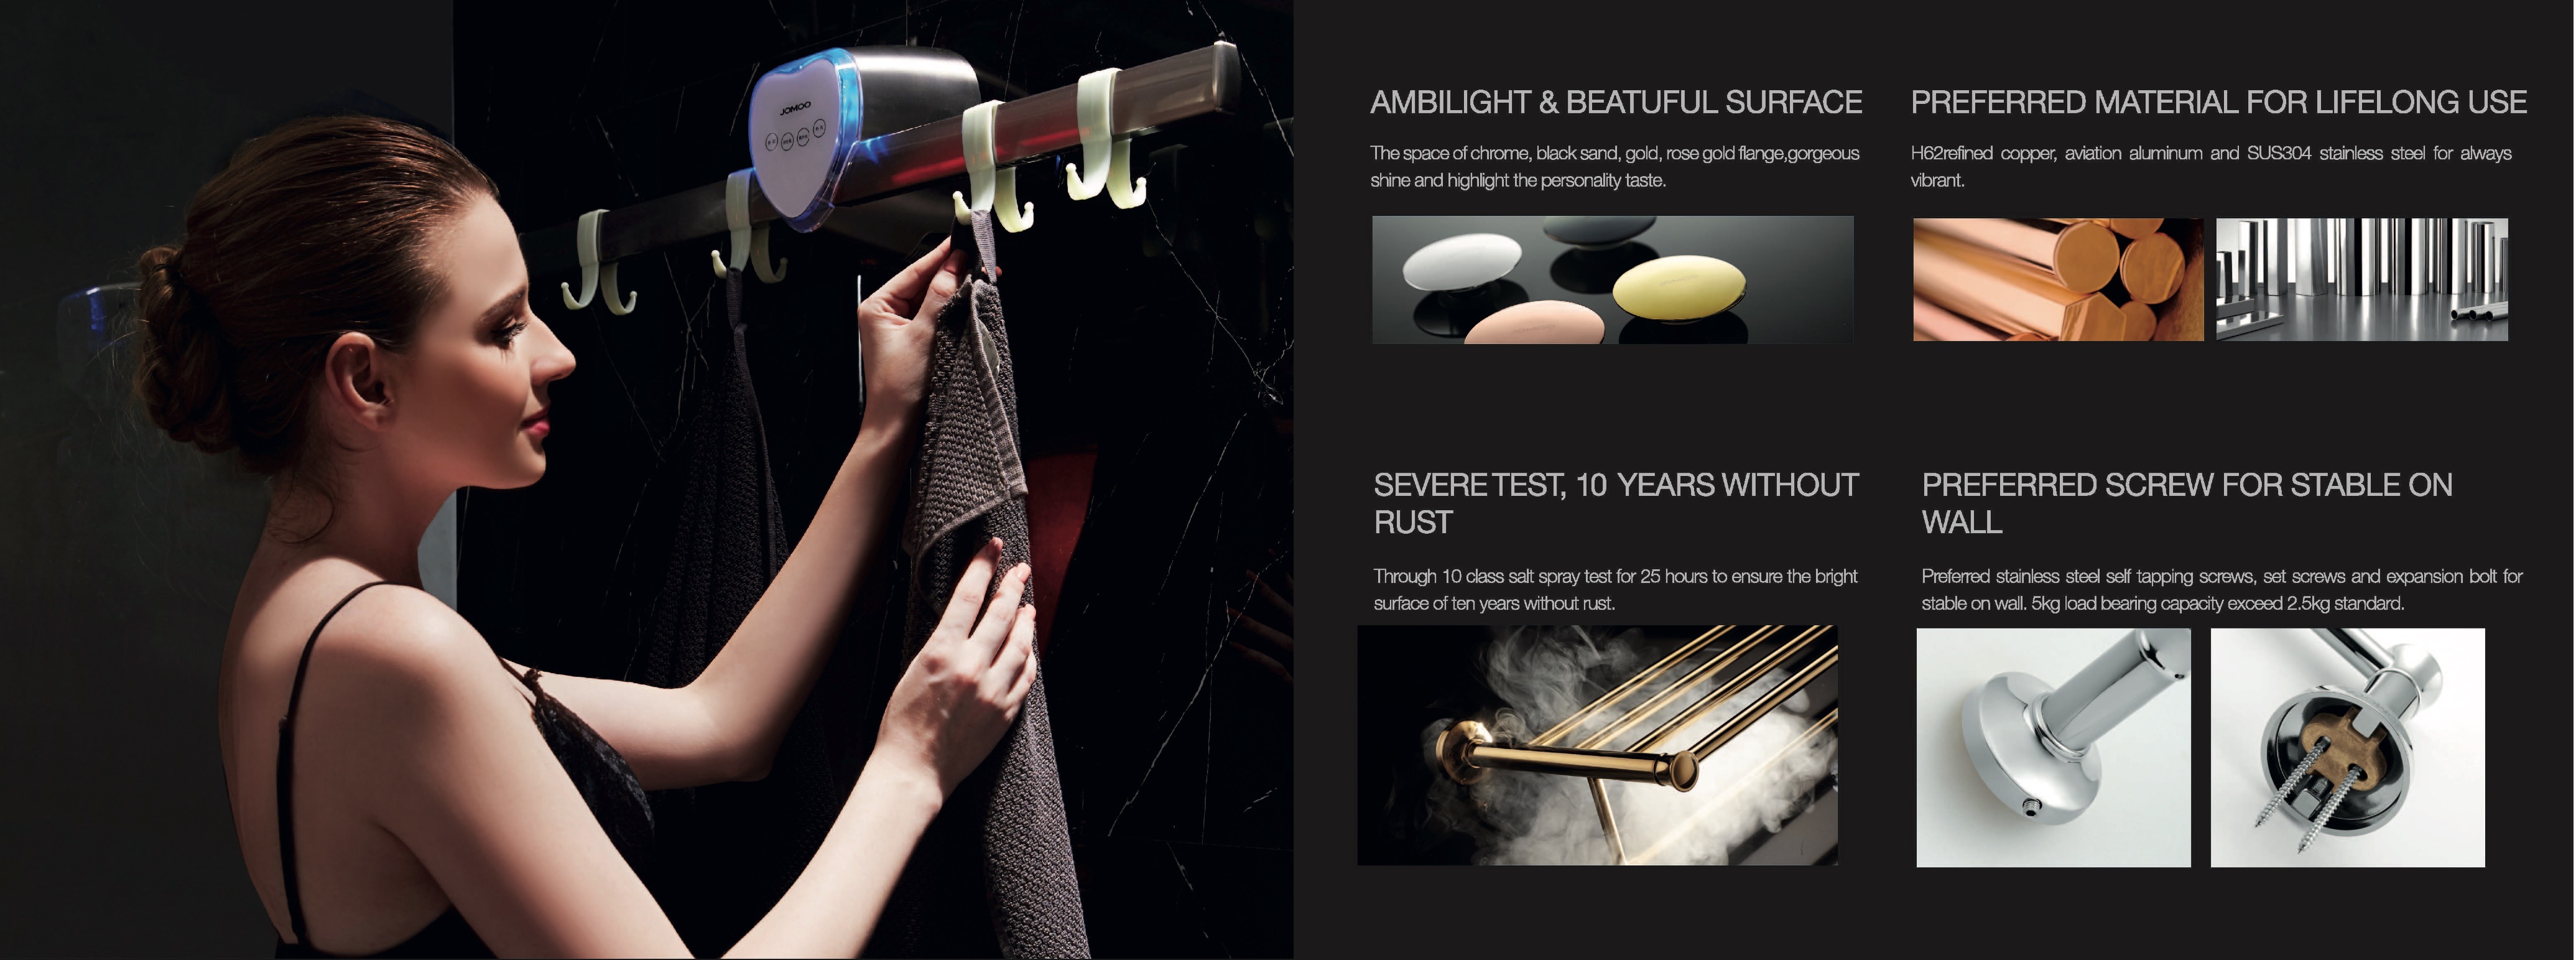 JOMOO
AMBILIGHT & BEATUFUL SURFACE
The space of chrome, black sand, gold, rose gold flange,gorgeous
shine and highlight the personality taste.
PREFERRED MATERIAL FOR LIFELONG USE
H62refined copper, aviation aluminum and SUS304 stainless steel for always
vibrant.
SEVERE TEST, 10 YEARS WITHOUT
RUST
Through 10 class salt spray test for 25 hours to ensure the bright
surface of ten years without rust.
PREFERRED SCREW FOR STABLE ON
WALL
Preferred stainless steel self tapping screws, set screws and expansion bolt for
stable on wall. 5kg load bearing capacity exceed 2.5kg standard.